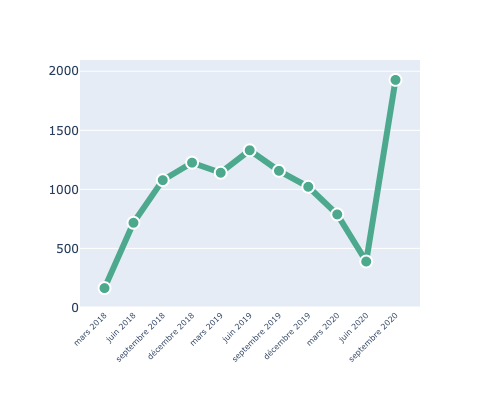 2000
1500
1000
500
0
mars 2018
juin 2018
septembre 2018
décembre 2018
mars 2019
juin 2019
septembre 2019
décembre 2019
mars 2020
juin 2020
septembre 2020